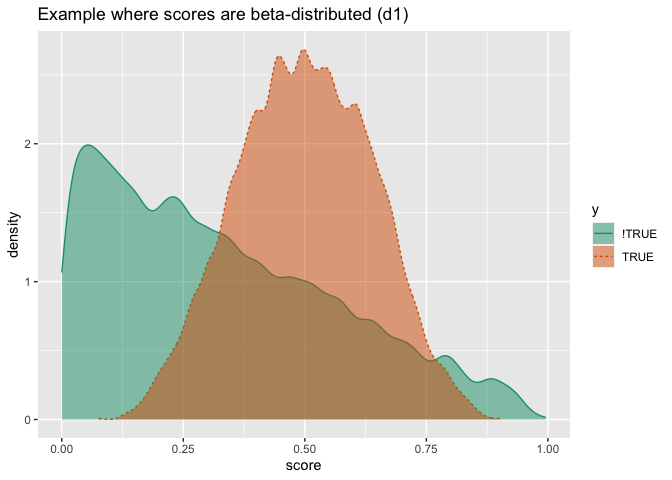 Example where scores are beta-distributed (d1)
density
2
1
0
0.00 0.25 0.50 0.75 1.00
score
y
!TRUE
TRUE